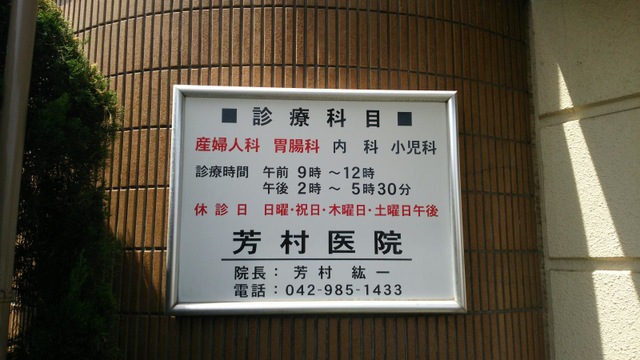 ■診療科目■
産婦人科 胃腸科 内科 小児科
診療時間 午前 9時～12時
午後 2時～5時30分
休診日 日曜・祝日・木曜日・土曜日午後
芳村医院
院長：芳村 紘一
電話：042-985-1433